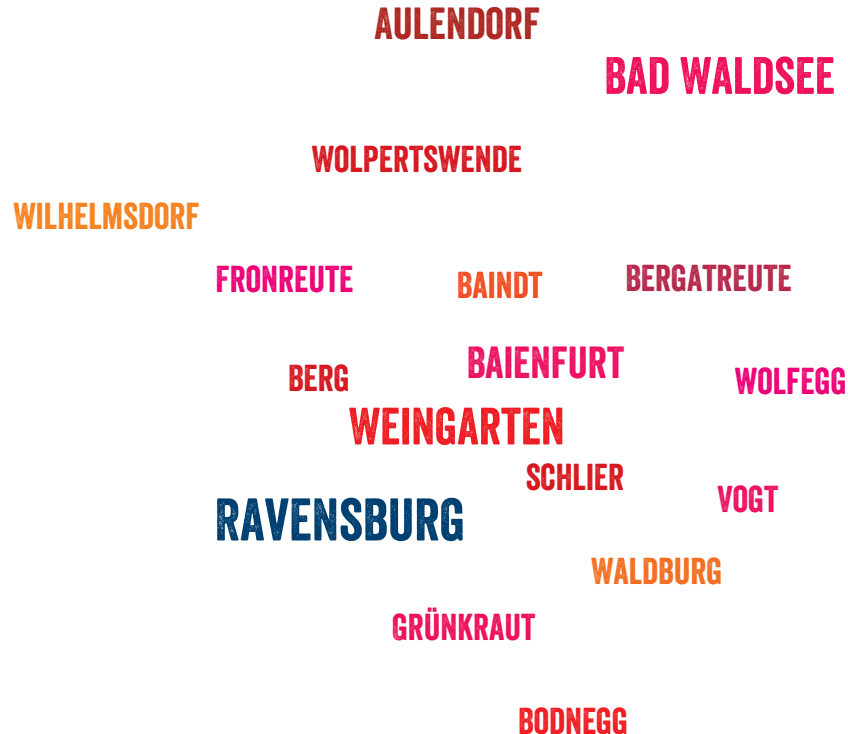 AULENDORF
BAD WALDSEE
WOLPERTSWENDE
WILHELMSDORF
FRONREUTE
BAINDT
BERGATREUTE
BAIENFURT
BERG
WOLFEGG
WEINGARTEN
SCHLIER
VOGT
RAVENSBURG
WALDBURG
GRÜNKRAUT
BODNEGG